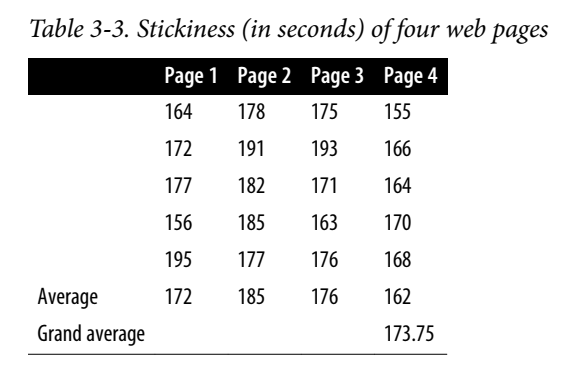 Table 3-3. Stickiness (in seconds) of four web pages
Page 1 Page 2 Page 3 Page 4
164 178 175 155
172 191 193 166
177 182 171 164
156 185 163 170
195 177 176 168
Average 172 185 176 162
Grand average 173.75